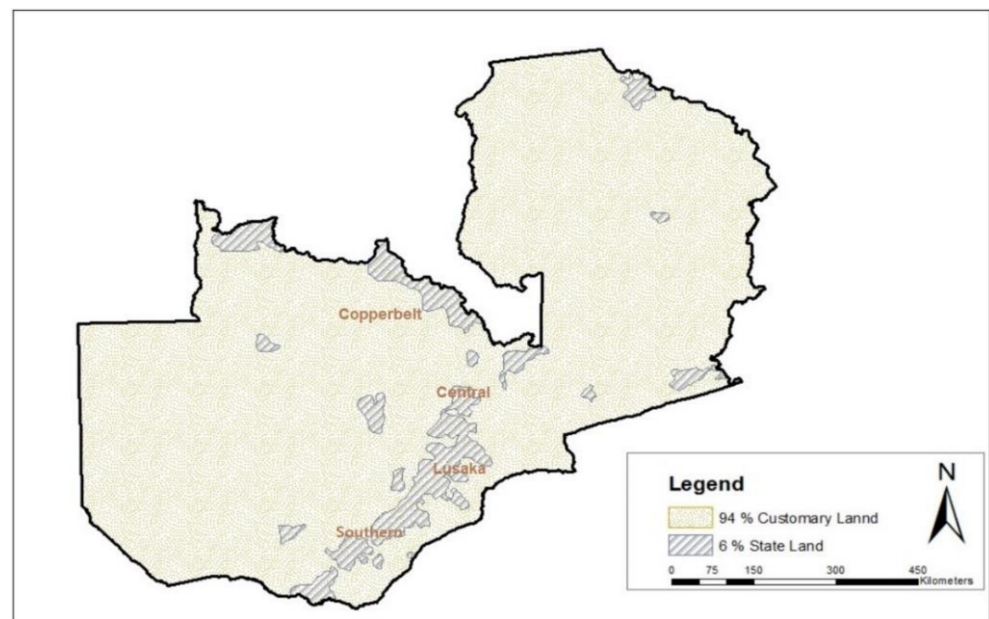 Copperbelt
Central
Lusaka
Southern
N
Legend
94 % Customary Lannd
6 % State Land
0 75 150 300 450
Kilometers